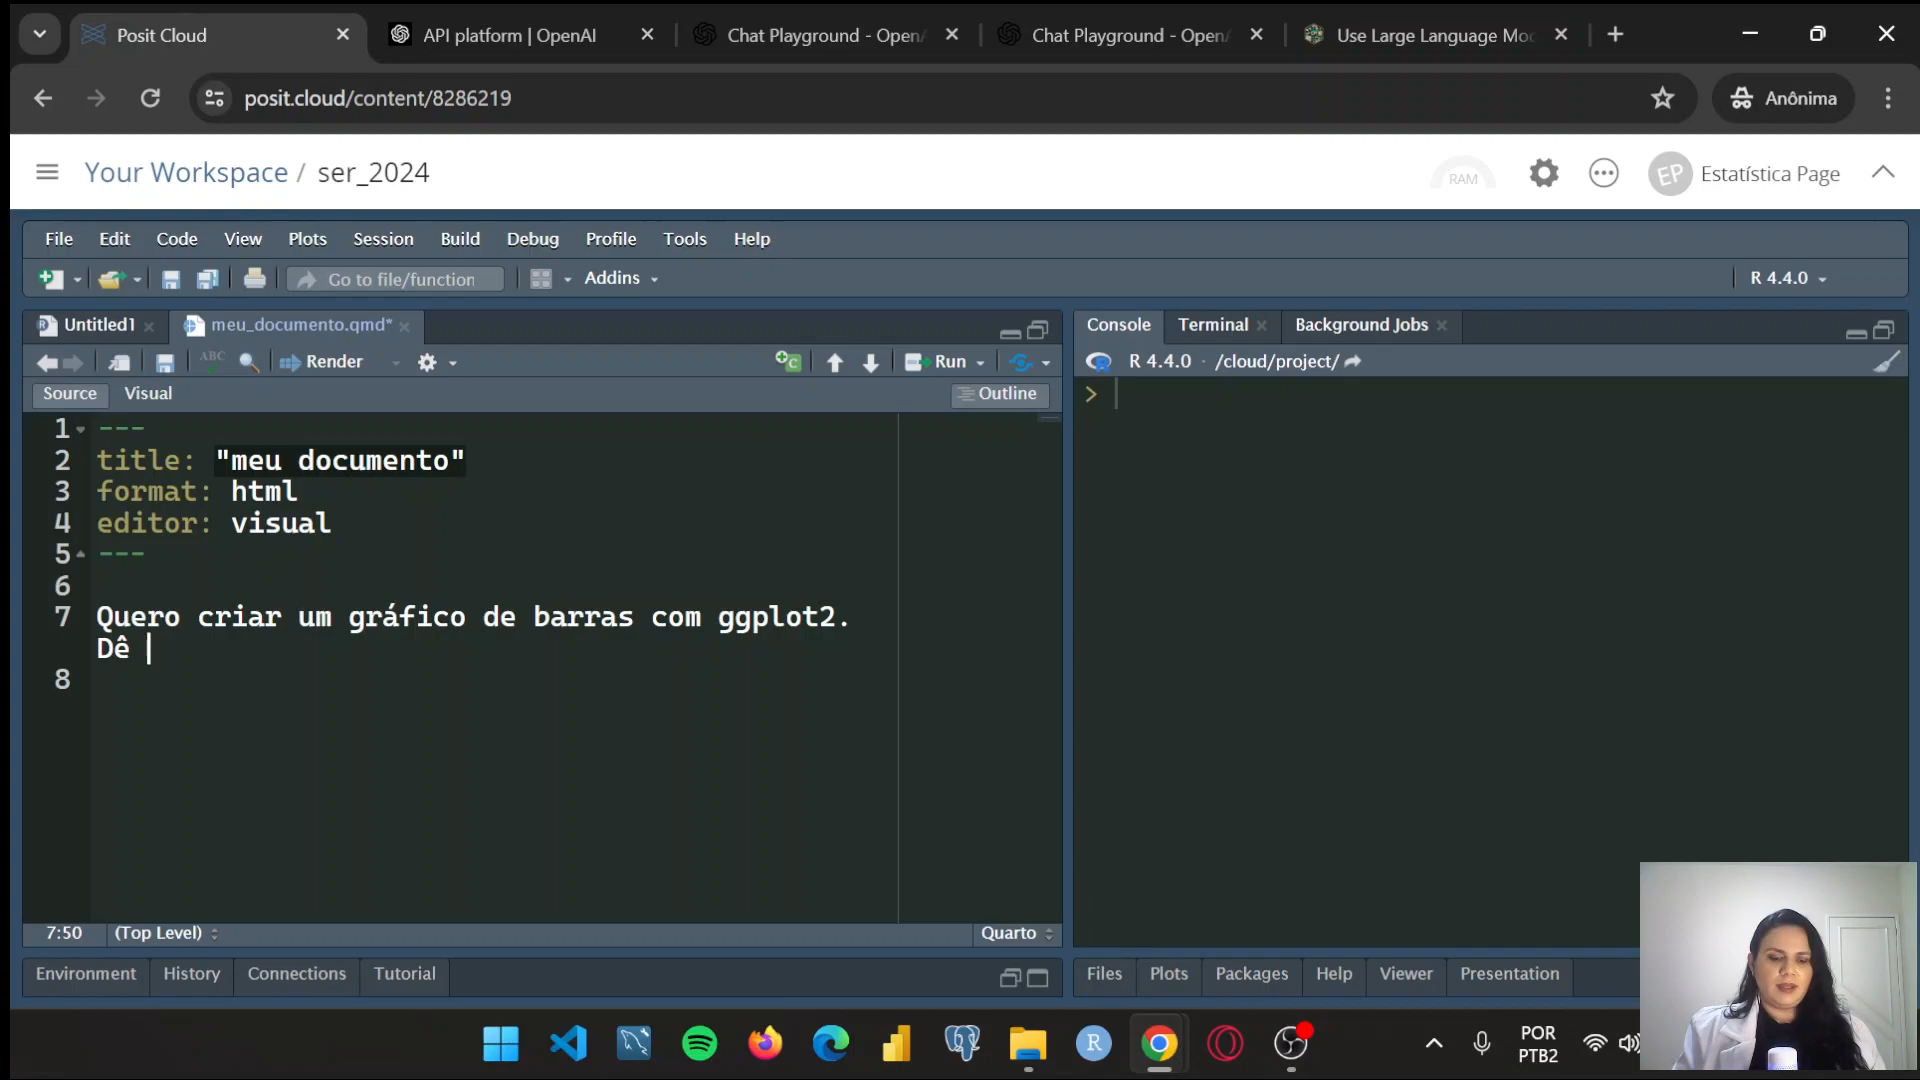 Posit Cloud
API platform | OpenAI
Chat Playground - OpenA
Chat Playground - OpenA
Use Large Language Mod
posit.cloud/content/8286219
Anônima
Your Workspace / ser_2024
RAM
EP
Estatística Page
File Edit Code View Plots Session Build Debug Profile Tools Help
Go to file/function
Addins
R 4.4.0
Untitled1
meu_documento.qmd*
Console
Terminal
Background Jobs
ABC
Render
Run
R 4.4.0 · /cloud/project/
Source
Visual
Outline
>
1 ---
2 title: "meu documento"
3 format: html
4 editor: visual
5 ---
6
7 Quero criar um gráfico de barras com ggplot2.
Dê
8
7:50
(Top Level)
Quarto
Environment History Connections Tutorial
Files Plots Packages Help Viewer Presentation
R
POR
PTB2